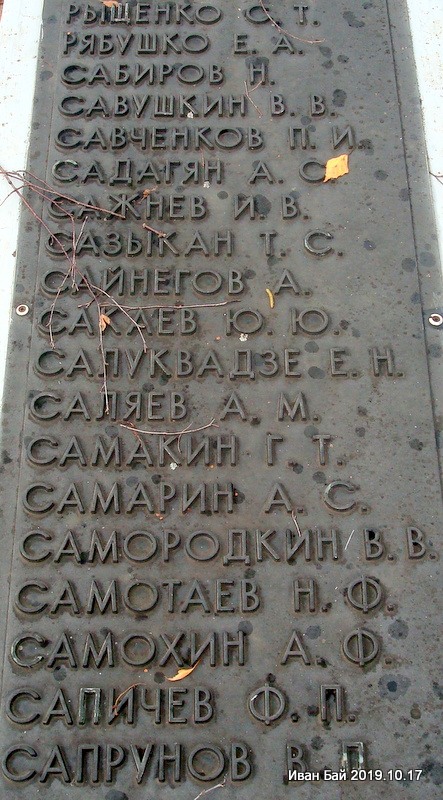 РЫЩЕНКО С. Т.
РЯБУШКО Е. А.
САБИРОВ Н.
САВУШКИН В. В.
САВЧЕНКОВ П. И.
САДАГЯН А. С.
САЖНЕВ И. В.
САЗЫКАН Т. С.
САЙНЕГОВ А.
САКАЕВ Ю. Ю.
САЛУКВАДЗЕ Е. Н.
САЛЯЕВ А. М.
САМАКИН Г. Т.
САМАРИН А. С.
САМОРОДКИН В. В.
САМОТАЕВ Н. Ф.
САМОХИН А. Ф.
САПИЧЕВ Ф. П.
САПРУНОВ В. П.
Иван Бай 2019.10.17